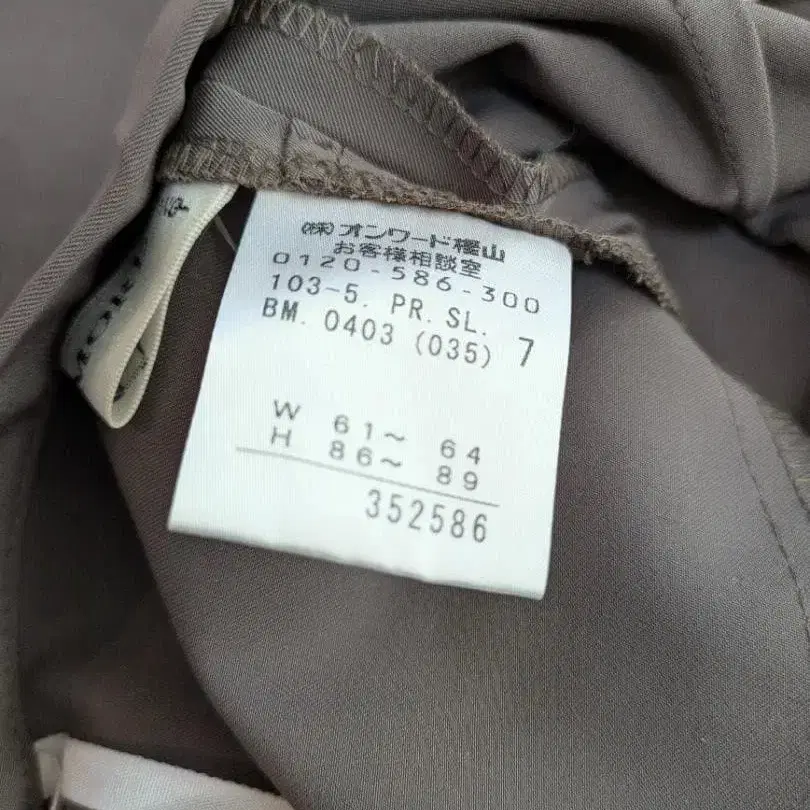 (株)オンワード樫山
お客様相談室
0120-586-300
103-5. PR. SL.
BM. 0403 (035) 7
W 61～ 64
H 86～ 89
352586